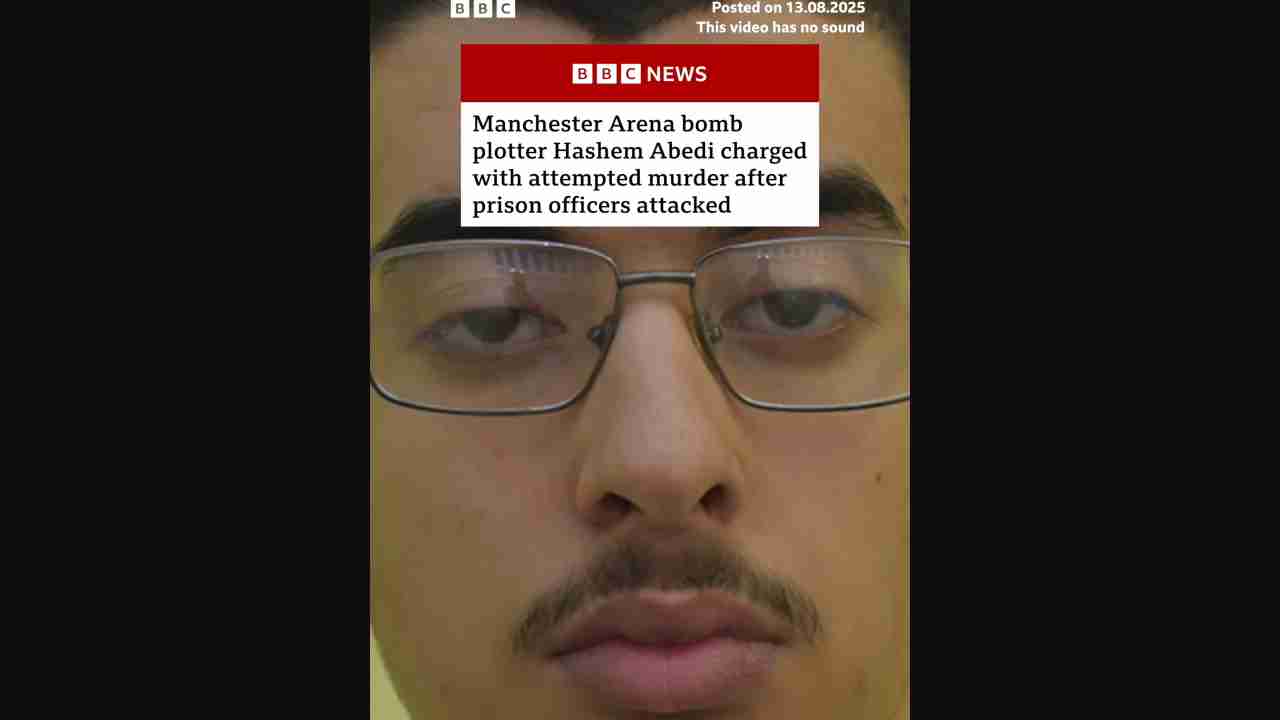 BBC
Posted on 13.08.2025
This video has no sound
BBC NEWS
Manchester Arena bomb
plotter Hashem Abedi charged
with attempted murder after
prison officers attacked